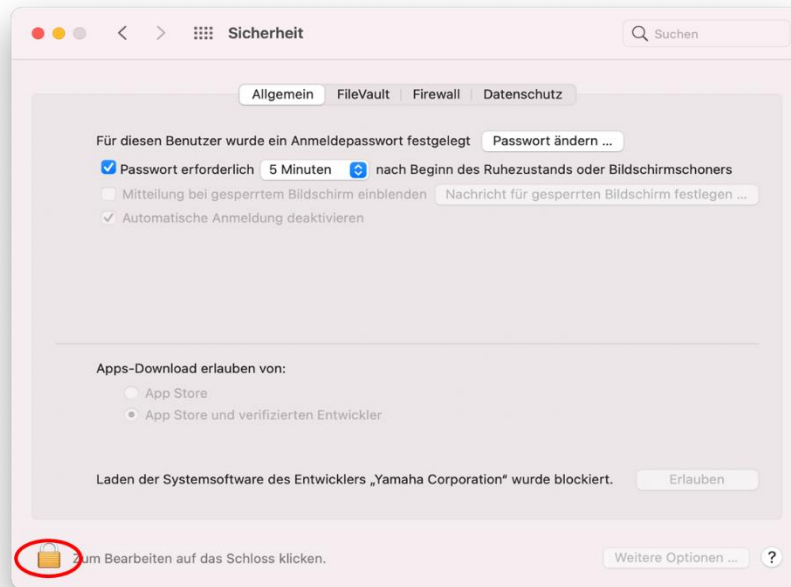 Sicherheit
Suchen
Allgemein FileVault Firewall Datenschutz
Für diesen Benutzer wurde ein Anmeldepasswort festgelegt Passwort ändern ...
Passwort erforderlich 5 Minuten nach Beginn des Ruhezustands oder Bildschirmschoners
Mitteilung bei gesperrtem Bildschirm einblenden Nachricht für gesperrten Bildschirm festlegen ...
Automatische Anmeldung deaktivieren
Apps-Download erlauben von:
App Store
App Store und verifizierten Entwickler
Laden der Systemsoftware des Entwicklers „Yamaha Corporation“ wurde blockiert. Erlauben
Zum Bearbeiten auf das Schloss klicken. Weitere Optionen ... ?